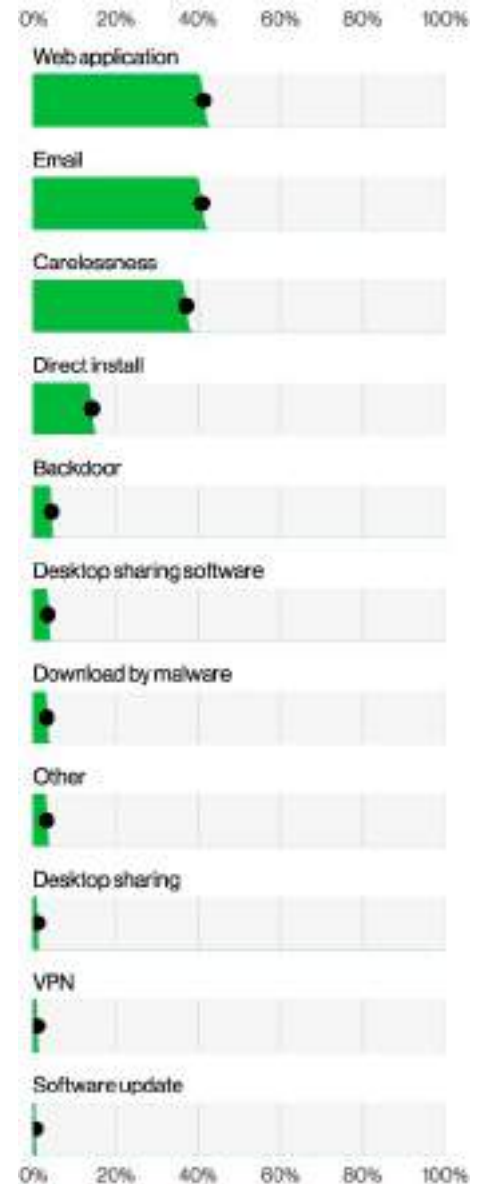 0% 20% 40% 60% 80% 100%
Web application
Email
Carelessness
Direct install
Backdoor
Desktop sharing software
Download by malware
Other
Desktop sharing
VPN
Software update
0% 20% 40% 60% 80% 100%